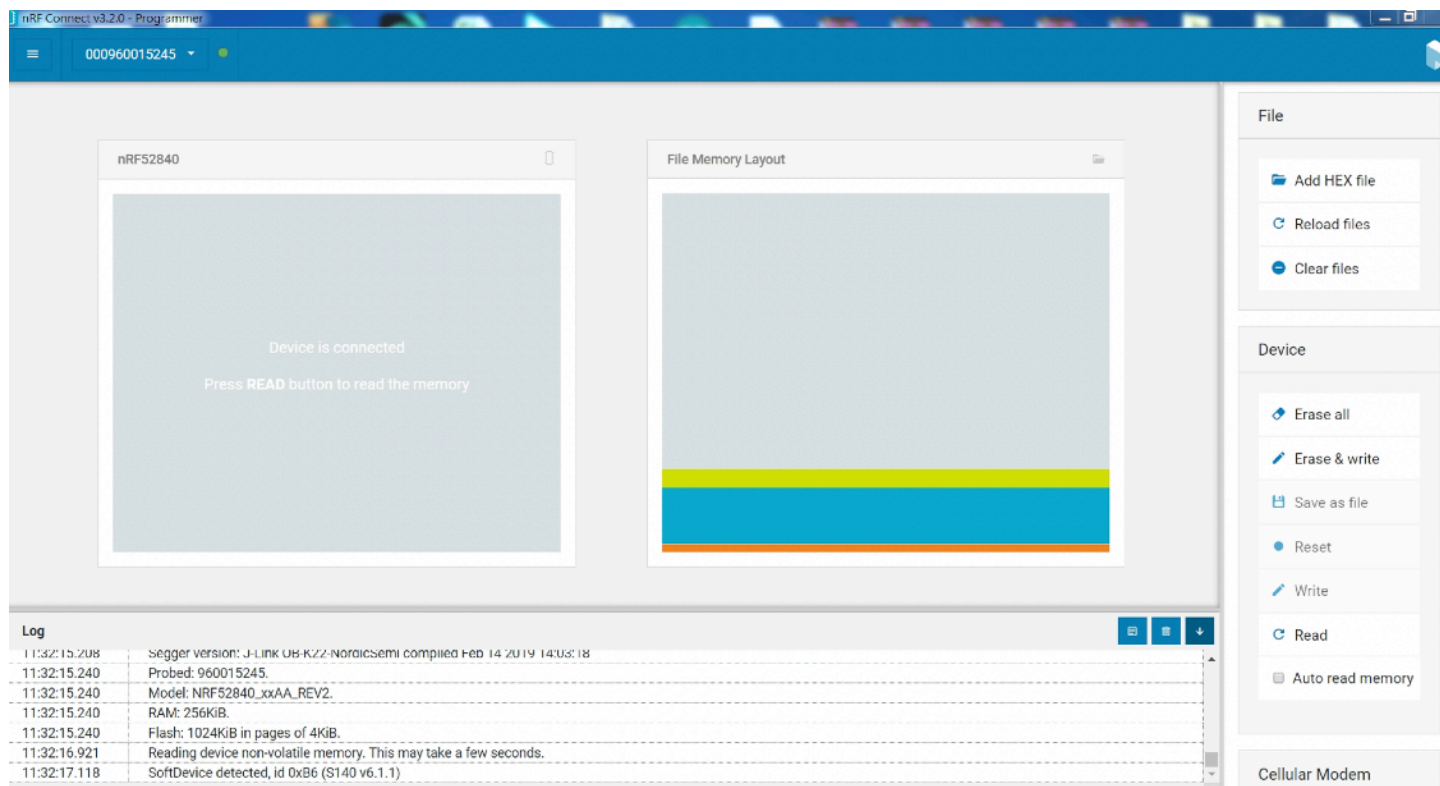 nRF Connect v3.2.0 - Programmer
000960015245
nRF52840
File Memory Layout
Device is connected
Press READ button to read the memory
File
Add HEX file
Reload files
Clear files
Device
Erase all
Erase & write
Save as file
Reset
Write
Read
Auto read memory
Cellular Modem
Log
11:32:15.208 Segger version: J-Link OB-K22-NordicSemi compiled Feb 14 2019 14:03:18
11:32:15.240 Probed: 960015245.
11:32:15.240 Model: NRF52840_xxAA_REV2.
11:32:15.240 RAM: 256KiB.
11:32:15.240 Flash: 1024KiB in pages of 4KiB.
11:32:16.921 Reading device non-volatile memory. This may take a few seconds.
11:32:17.118 SoftDevice detected, id 0xB6 (S140 v6.1.1)